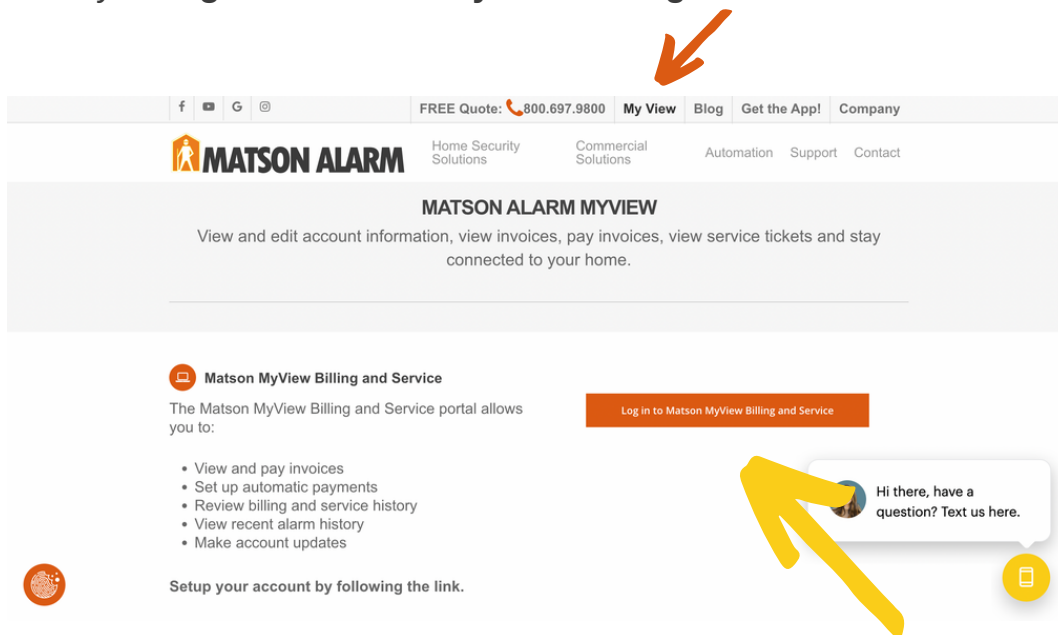 FREE Quote: 800.697.9800 My View Blog Get the App! Company
MATSON ALARM
Home Security Solutions
Commercial Solutions
Automation Support Contact
MATSON ALARM MYVIEW
View and edit account information, view invoices, pay invoices, view service tickets and stay
connected to your home.
Matson MyView Billing and Service
The Matson MyView Billing and Service portal allows
you to:
View and pay invoices
Set up automatic payments
Review billing and service history
View recent alarm history
Make account updates
Setup your account by following the link.
Log in to Matson MyView Billing and Service
Hi there, have a
question? Text us here.